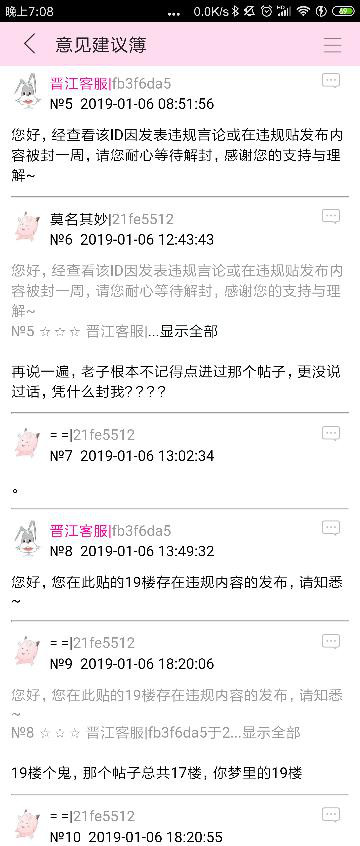 晚上7:08
... 0.0K/s 69
意见建议簿
晋江客服|fb3f6da5
№5 2019-01-06 08:51:56
您好, 经查看该ID因发表违规言论或在违规贴发布内
容被封一周, 请您耐心等待解封, 感谢您的支持与理
解~
莫名其妙|21fe5512
№6 2019-01-06 12:43:43
您好, 经查看该ID因发表违规言论或在违规贴发布内
容被封一周, 请您耐心等待解封, 感谢您的支持与理
解~
№5 ☆ ☆ ☆ 晋江客服|...显示全部
再说一遍, 老子根本不记得点进过那个帖子, 更没说
过话, 凭什么封我????
= =|21fe5512
№7 2019-01-06 13:02:34
。
晋江客服|fb3f6da5
№8 2019-01-06 13:49:32
您好, 您在此贴的19楼存在违规内容的发布, 请知悉
~
= =|21fe5512
№9 2019-01-06 18:20:06
您好, 您在此贴的19楼存在违规内容的发布, 请知悉
~
№8 ☆ ☆ ☆ 晋江客服|fb3f6da5于2...显示全部
19楼个鬼, 那个帖子总共17楼, 你梦里的19楼
= =|21fe5512
№10 2019-01-06 18:20:55